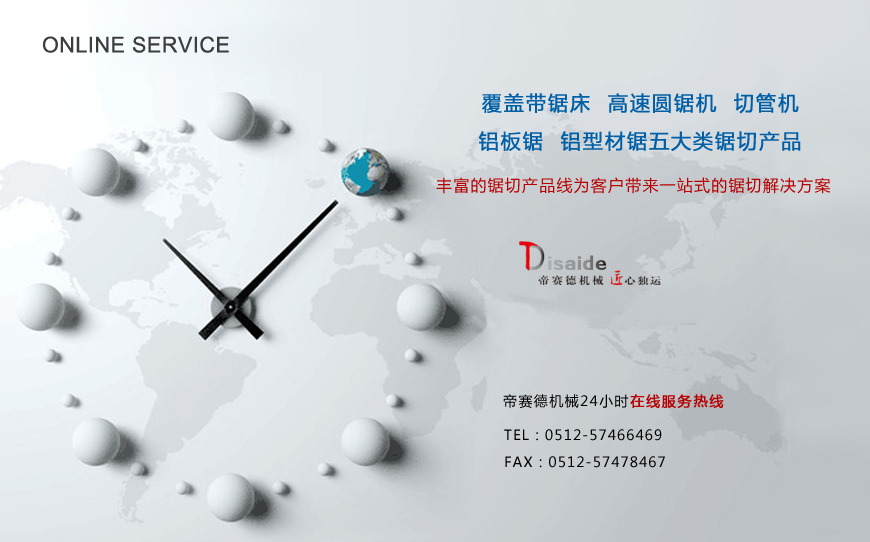 ONLINE SERVICE
覆盖带锯床 高速圆锯机 切管机
铝板锯 铝型材锯五大类锯切产品
丰富的锯切产品线为客户带来一站式的锯切解决方案
Disaide
帝赛德机械 匠心独运
帝赛德机械24小时在线服务热线
TEL：0512-57466469
FAX：0512-57478467